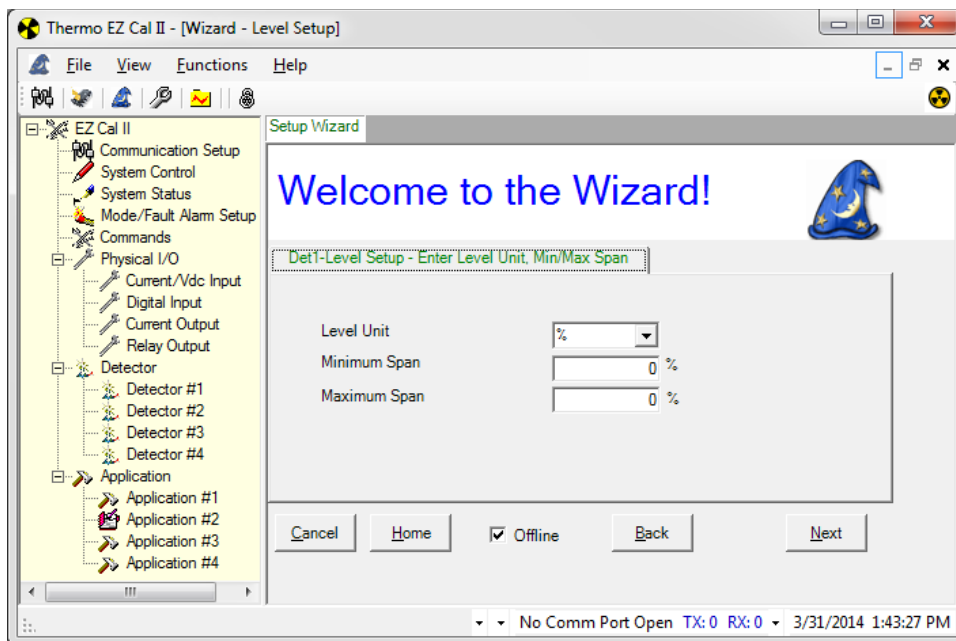 Thermo EZ Cal II - [Wizard - Level Setup]
File View Functions Help
EZ Cal II
Communication Setup
System Control
System Status
Mode/Fault Alarm Setup
Commands
Physical I/O
Current/Vdc Input
Digital Input
Current Output
Relay Output
Detector
Detector #1
Detector #2
Detector #3
Detector #4
Application
Application #1
Application #2
Application #3
Application #4
Setup Wizard
Welcome to the Wizard!
Det1-Level Setup - Enter Level Unit, Min/Max Span
Level Unit %
Minimum Span 0 %
Maximum Span 0 %
Cancel Home Offline Back Next
No Comm Port Open TX: 0 RX: 0 3/31/2014 1:43:27 PM